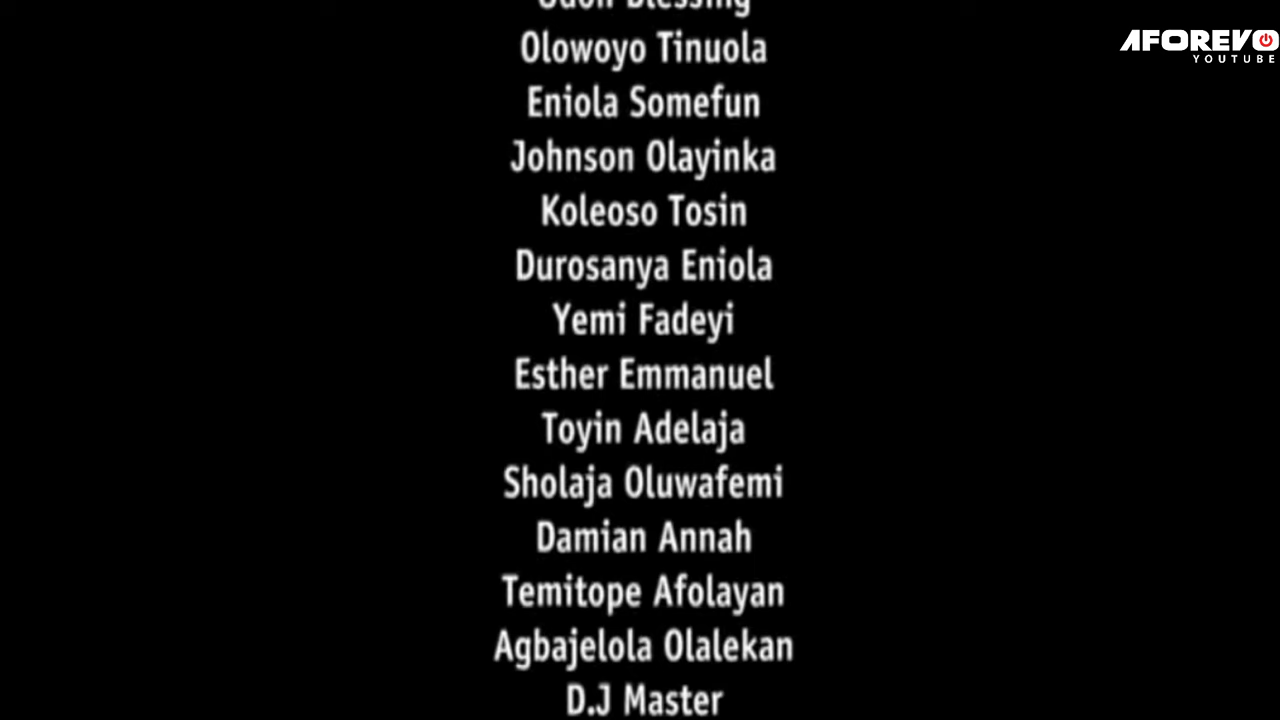 Blessing
Olowoyo Tinuola
Eniola Somefun
Johnson Olayinka
Koleoso Tosin
Durosanya Eniola
Yemi Fadeyi
Esther Emmanuel
Toyin Adelaja
Sholaja Oluwafemi
Damian Annah
Temitope Afolayan
Agbajelola Olalekan
D.J Master
AFOREVO
YOUTUBE